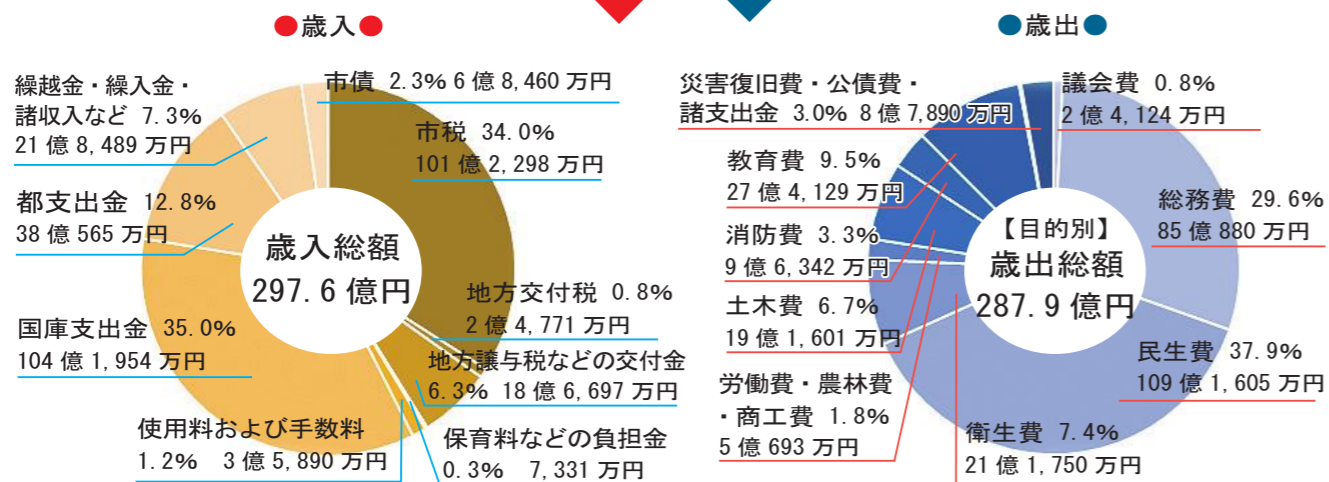 ●歳入●
市債 2.3% 6億8,460万円
市税 34.0%
101億2,298万円
地方交付税 0.8%
2億4,771万円
地方譲与税などの交付金
6.3% 18億6,697万円
保育料などの負担金
0.3% 7,331万円
使用料および手数料
1.2% 3億5,890万円
国庫支出金 35.0%
104億1,954万円
都支出金 12.8%
38億565万円
繰越金・繰入金・
諸収入など 7.3%
21億8,489万円
歳入総額
297.6億円
●歳出●
議会費 0.8%
2億4,124万円
総務費 29.6%
85億880万円
民生費 37.9%
109億1,605万円
衛生費 7.4%
21億1,750万円
労働費・農林費
・商工費 1.8%
5億693万円
土木費 6.7%
19億1,601万円
消防費 3.3%
9億6,342万円
教育費 9.5%
27億4,129万円
災害復旧費・公債費・
諸支出金 3.0% 8億7,890万円
【目的別】
歳出総額
287.9億円